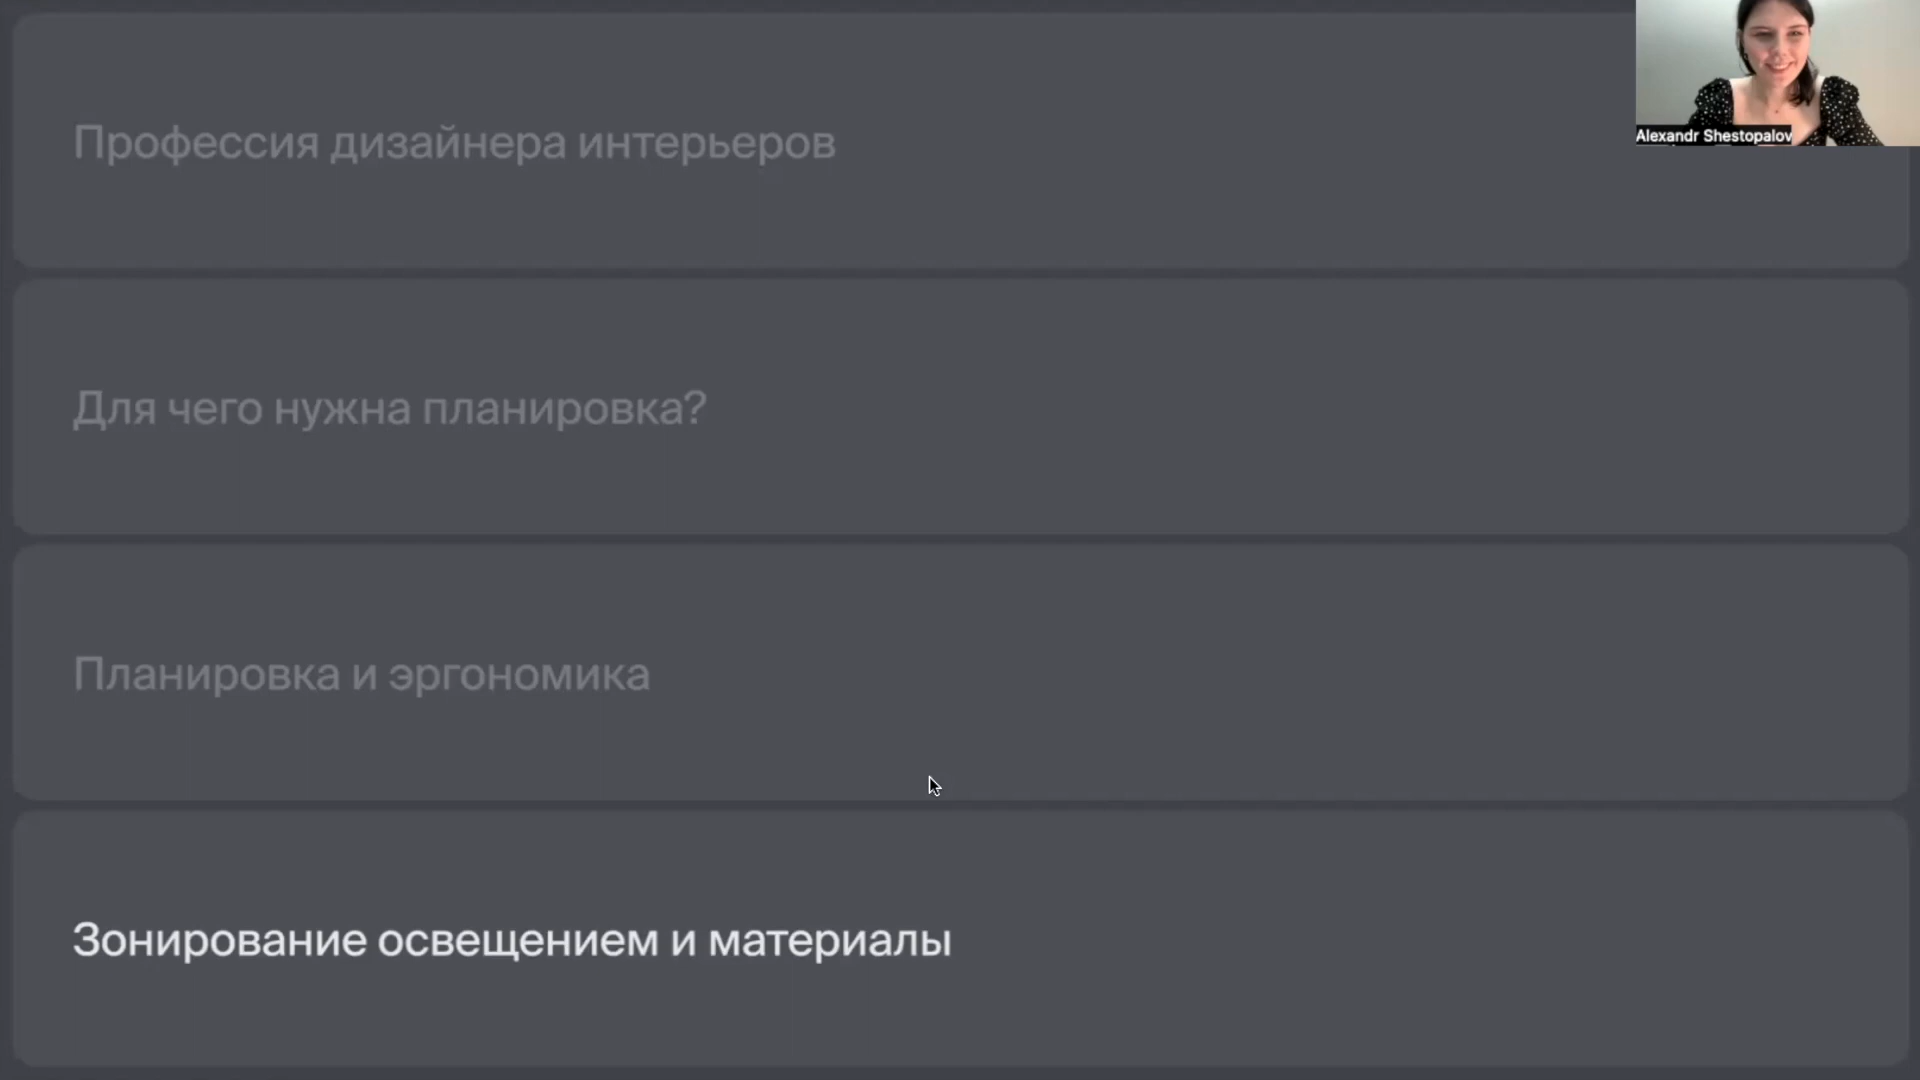 Профессия дизайнера интерьеров
Alexandr Shestopalov
Для чего нужна планировка?
Планировка и эргономика
Зонирование освещением и материалы